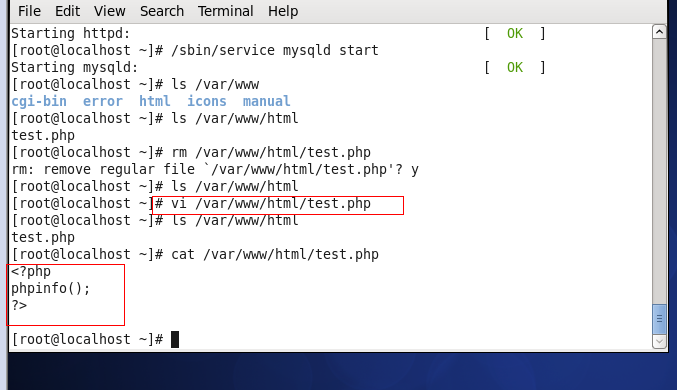 File Edit View Search Terminal Help
Starting httpd: [ OK ]
[root@localhost ~]# /sbin/service mysqld start
Starting mysqld: [ OK ]
[root@localhost ~]# ls /var/www
cgi-bin error html icons manual
[root@localhost ~]# ls /var/www/html
test.php
[root@localhost ~]# rm /var/www/html/test.php
rm: remove regular file `/var/www/html/test.php'? y
[root@localhost ~]# ls /var/www/html
[root@localhost ~]# vi /var/www/html/test.php
[root@localhost ~]# ls /var/www/html
test.php
[root@localhost ~]# cat /var/www/html/test.php
<?php
phpinfo();
?>
[root@localhost ~]#